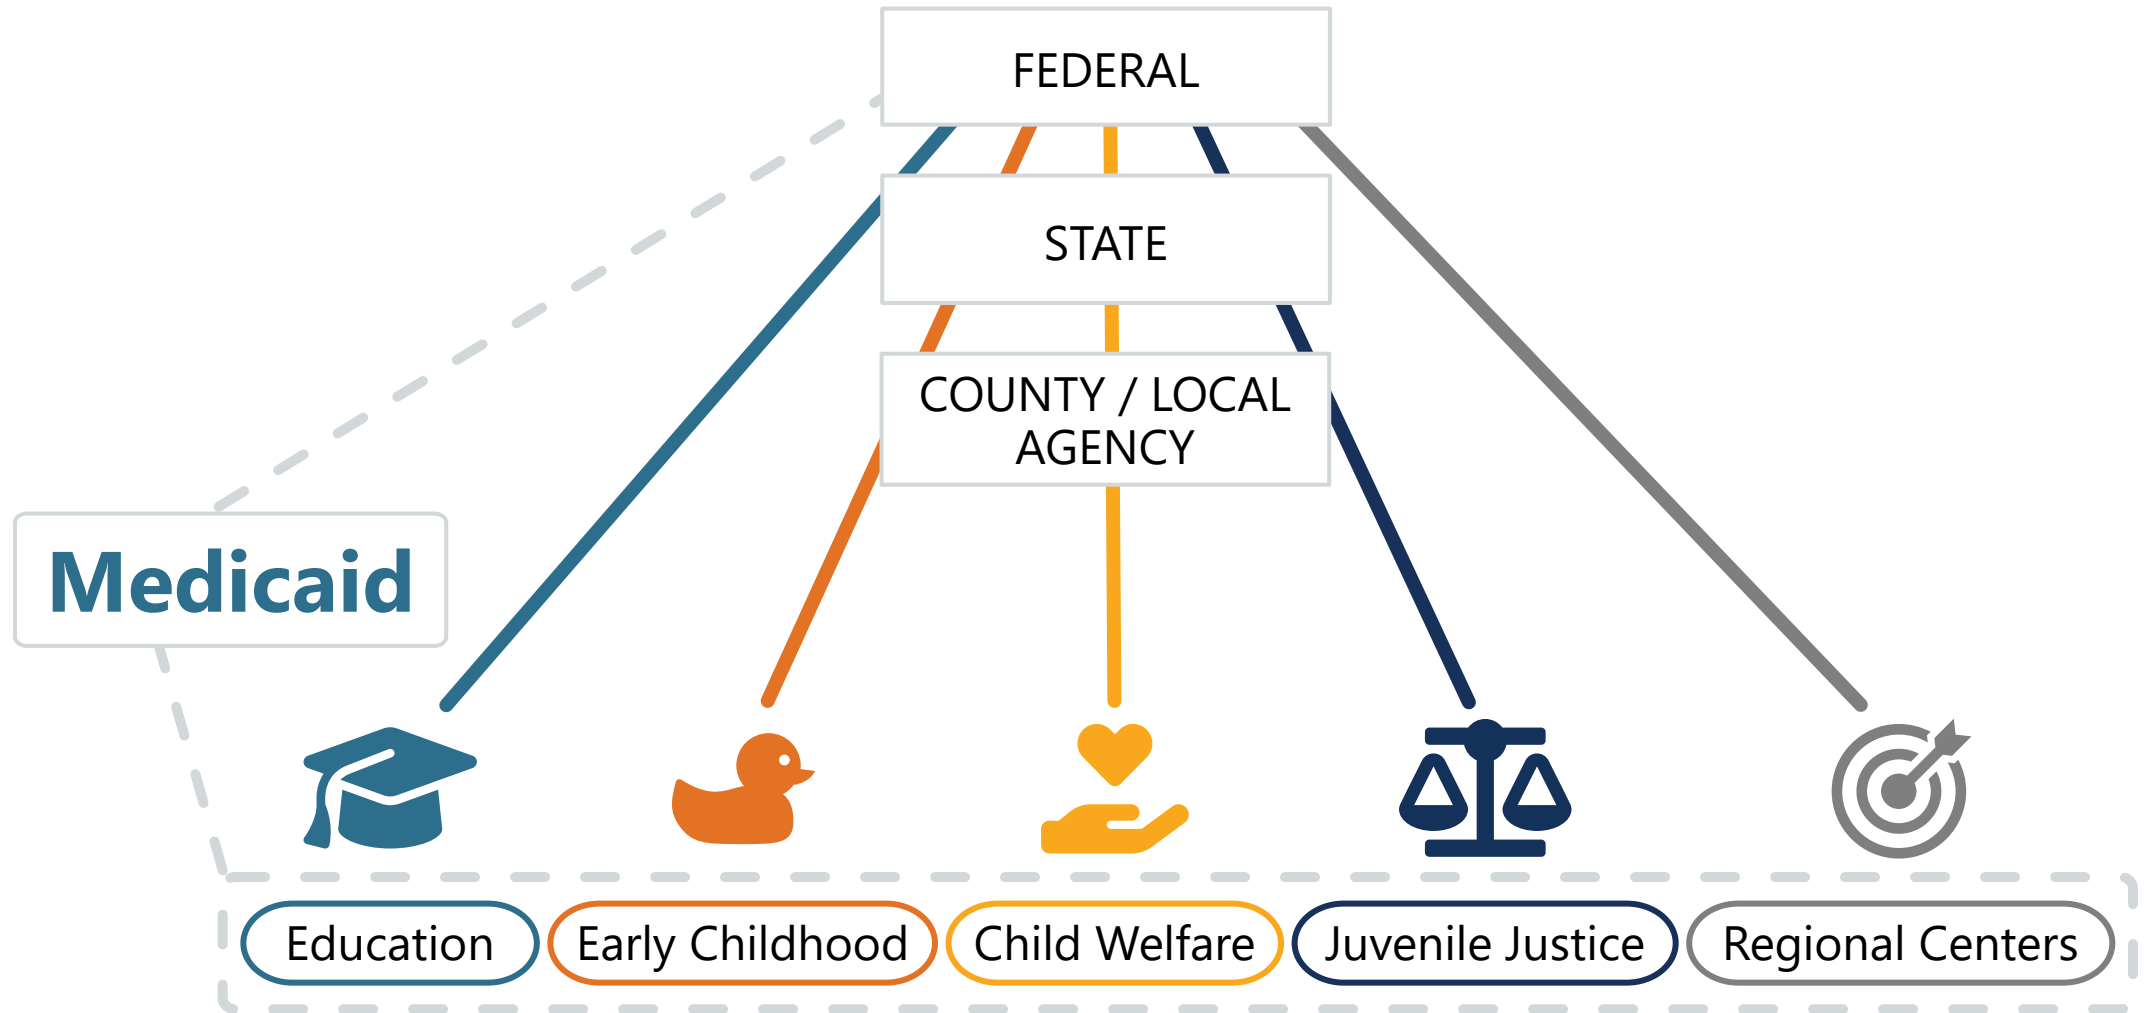 FEDERAL
STATE
COUNTY / LOCAL
AGENCY
Medicaid
Education
Early Childhood
Child Welfare
Juvenile Justice
Regional Centers